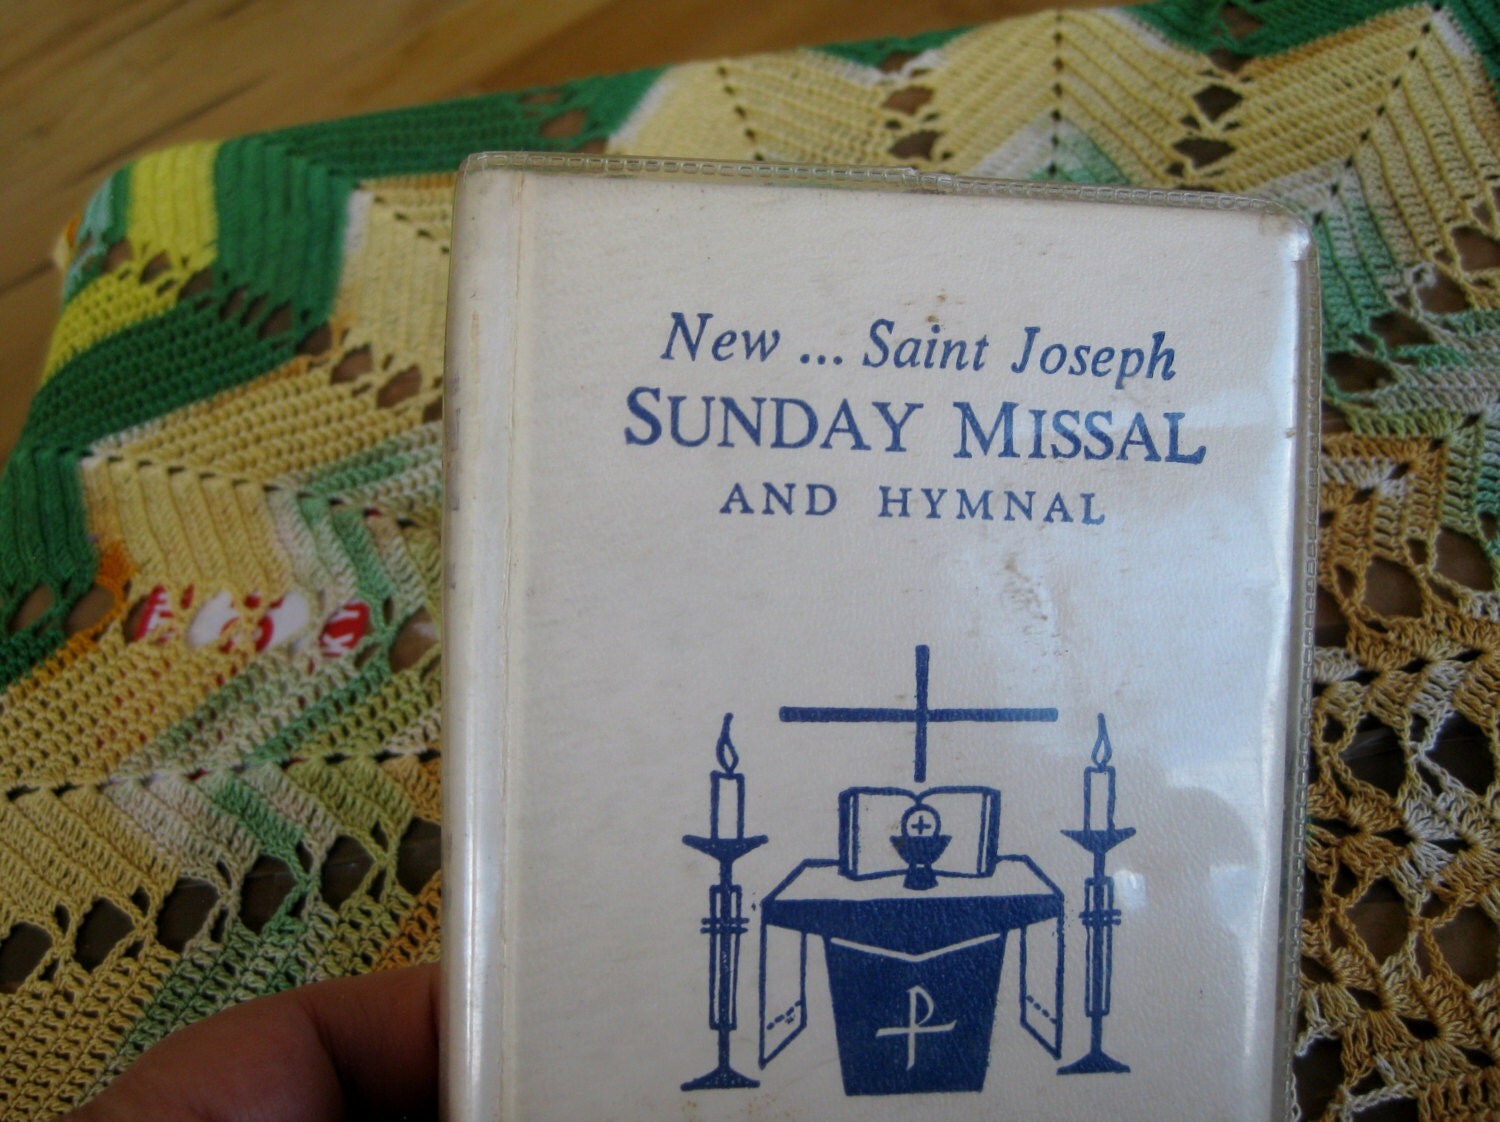 New ... Saint Joseph
SUNDAY MISSAL
AND HYMNAL